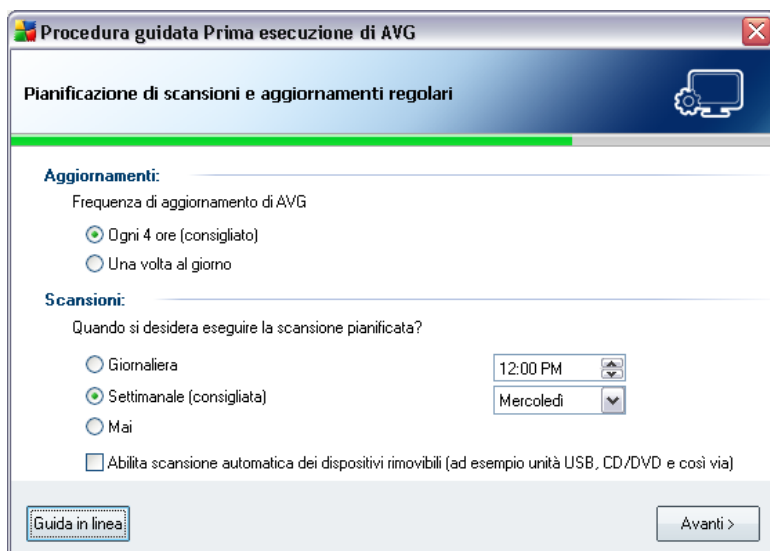 Procedura guidata Prima esecuzione di AVG
Pianificazione di scansioni e aggiornamenti regolari
Aggiornamenti:
Frequenza di aggiornamento di AVG
Ogni 4 ore (consigliato)
Una volta al giorno
Scansioni:
Quando si desidera eseguire la scansione pianificata?
Giornaliera
12:00 PM
Settimanale (consigliata)
Mercoledì
Mai
Abilita scansione automatica dei dispositivi rimovibili (ad esempio unità USB, CD/DVD e così via)
Guida in linea
Avanti >